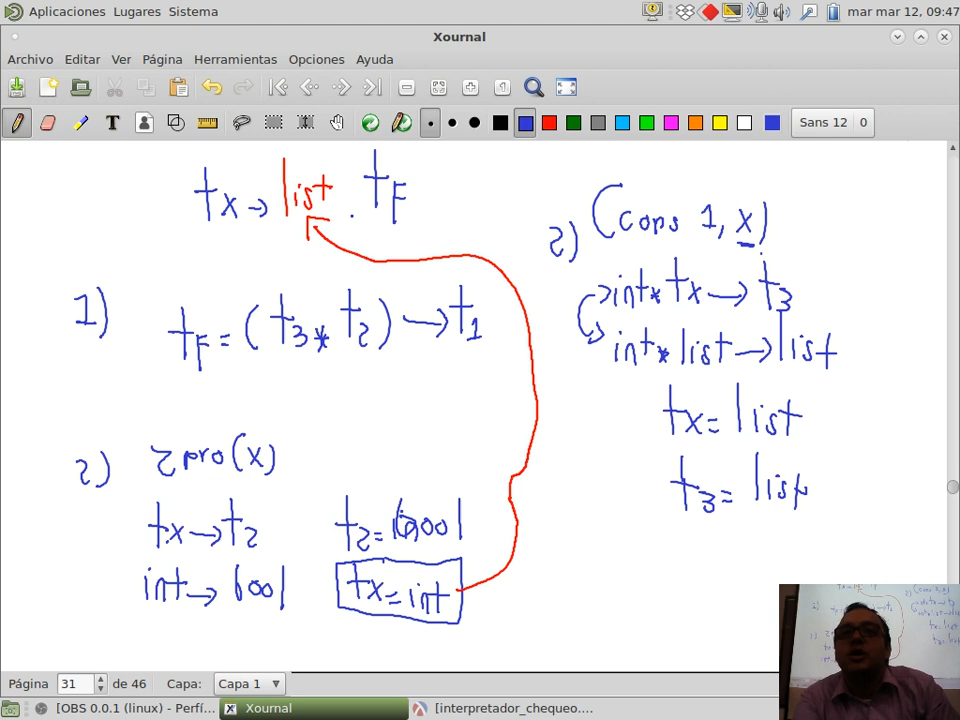 Aplicaciones Lugares Sistema
mar mar 12, 09:47
Xournal
Archivo Editar Ver Página Herramientas Opciones Ayuda
Sans 12 0
tx → list . tF
1)
tF = (t3 * t2) → t1
2) zpro(x)
tx → t2
int → bool
t2 = bool
tx = int
2) (cons 1, x)
int * tx → t3
int * list → list
tx = list
t3 = list
Página 31 de 46 Capa: Capa 1
[OBS 0.0.1 (linux) - Perfí...
Xournal
[interpretador_chequeo....